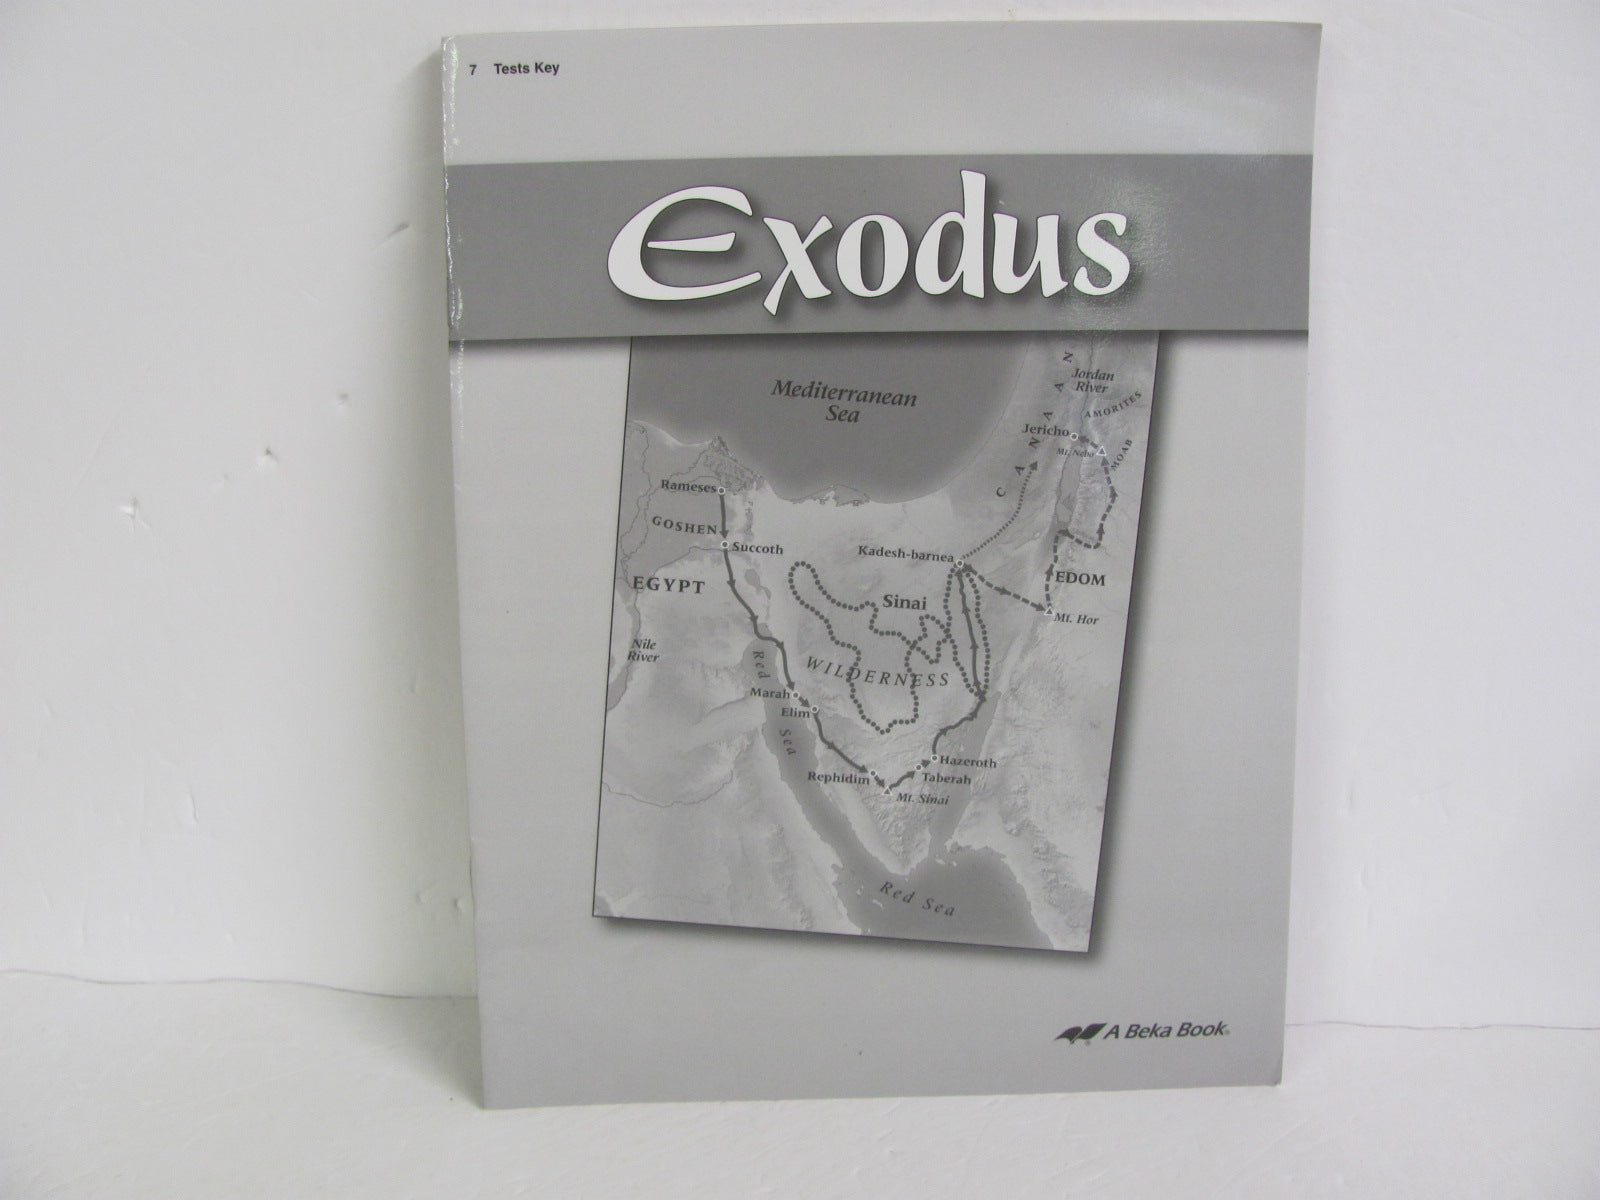 7 Tests Key
Exodus
Mediterranean
Sea
CANAAN
Jordan
River
AMORITES
Jericho
Mt. Nebo
MOAB
Rameses
GOSHEN
Succoth
Kadesh-barnea
EGYPT
EDOM
Sinai
Mt. Hor
Nile
River
Red Sea
WILDERNESS
Marah
Elim
Hazeroth
Rephidim
Taberah
Mt. Sinai
Red Sea
A Beka Book®